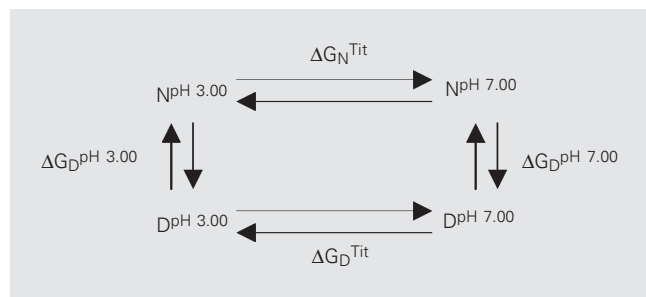 ΔG_N^Tit
N^pH 3.00 N^pH 7.00
ΔG_D^pH 3.00 ΔG_D^pH 7.00
D^pH 3.00 D^pH 7.00
ΔG_D^Tit